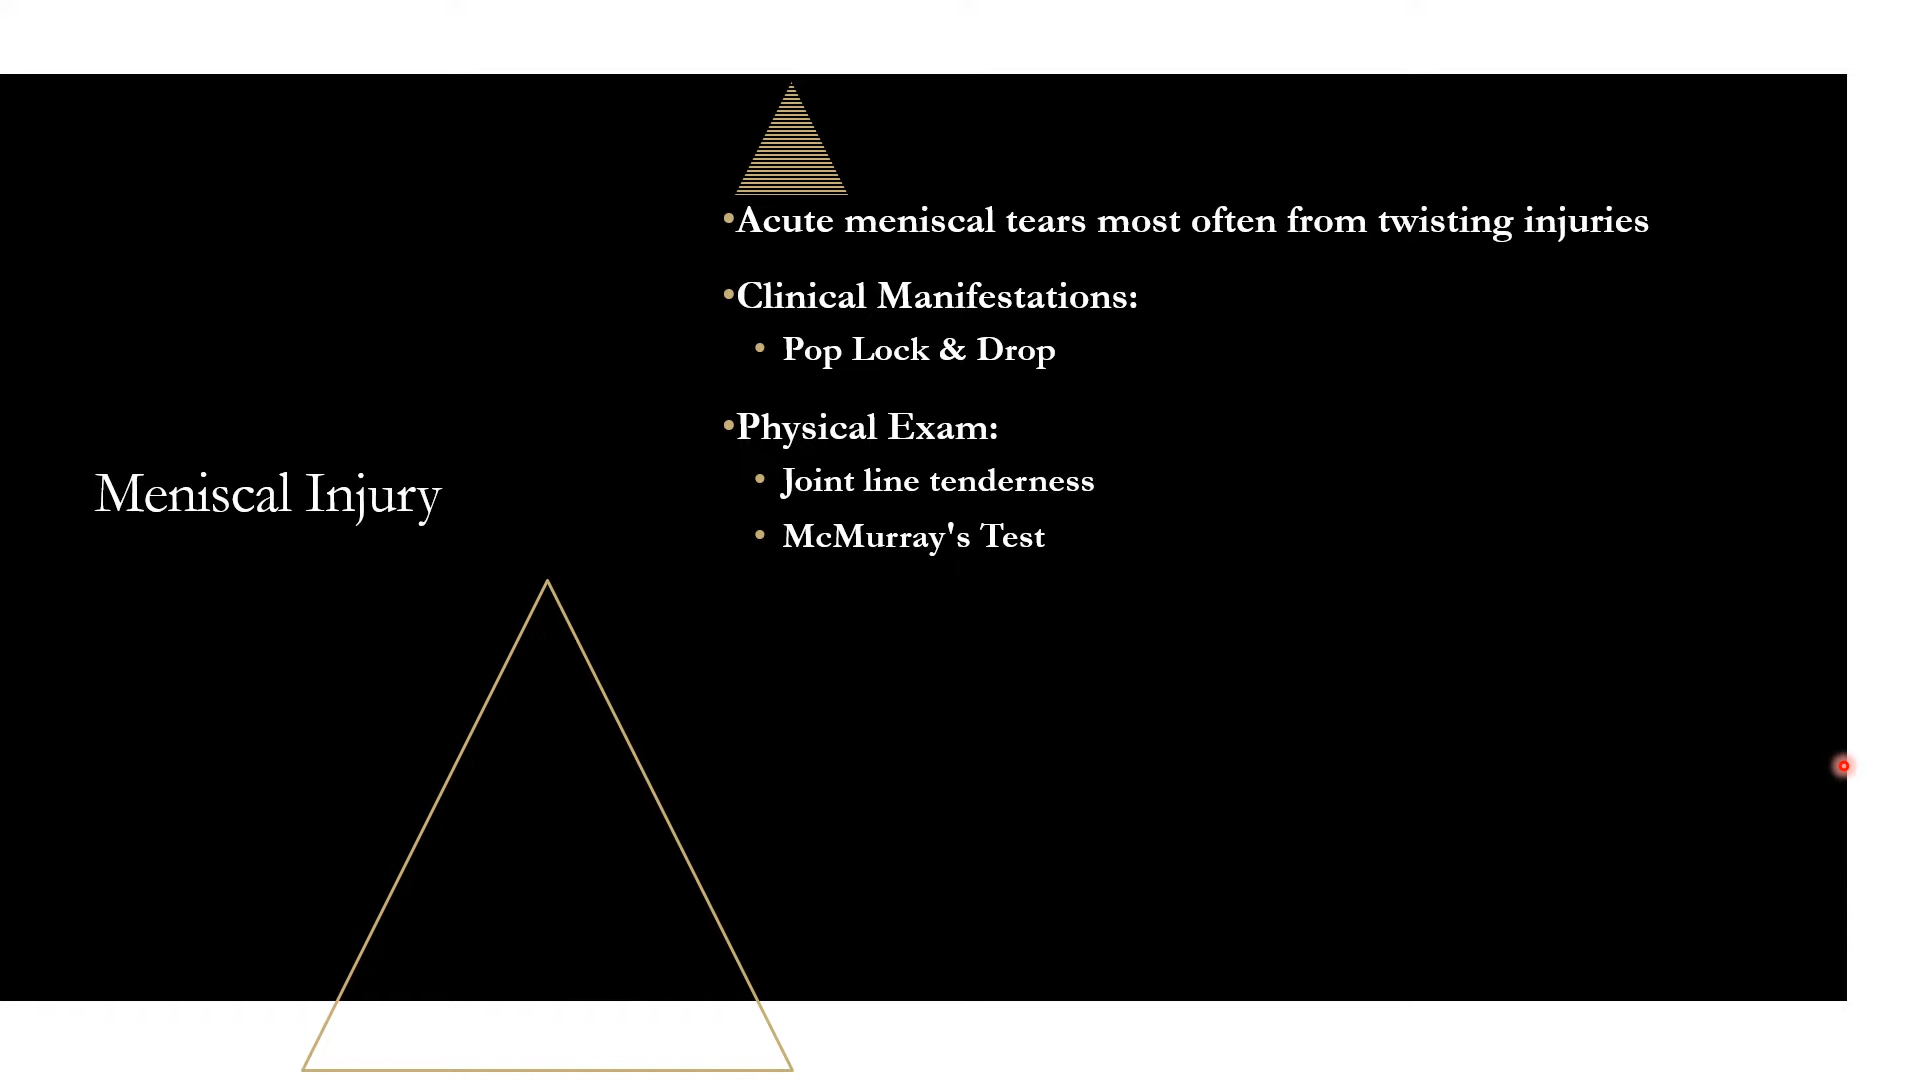 Meniscal Injury
•Acute meniscal tears most often from twisting injuries
•Clinical Manifestations:
• Pop Lock & Drop
•Physical Exam:
• Joint line tenderness
• McMurray's Test